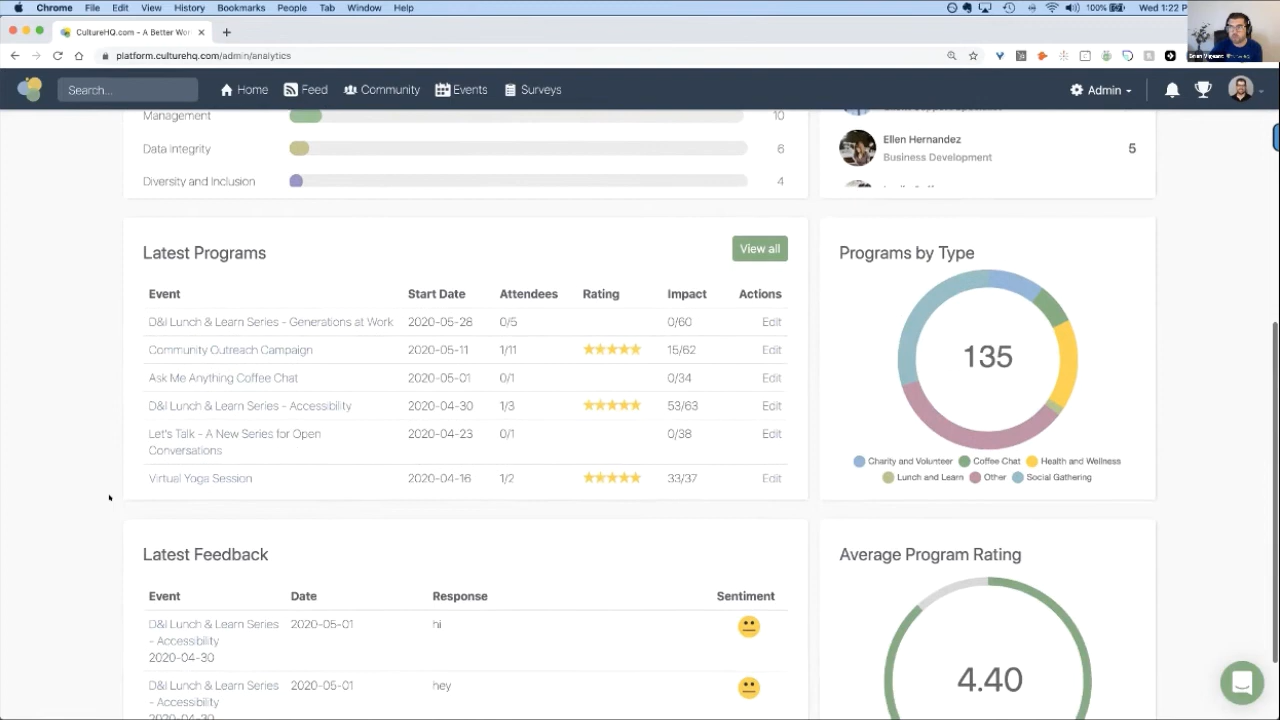 Chrome File Edit View History Bookmarks People Tab Window Help 100% Wed 1:22 P
CultureHQ.com - A Better Wor
platform.culturehq.com/admin/analytics
Search... Home Feed Community Events Surveys Admin
Management 10
Data Integrity 6
Diversity and Inclusion 4
Ellen Hernandez
Business Development
5
Latest Programs View all
Event Start Date Attendees Rating Impact Actions
D&I Lunch & Learn Series - Generations at Work 2020-05-28 0/5 0/60 Edit
Community Outreach Campaign 2020-05-11 1/11 15/62 Edit
Ask Me Anything Coffee Chat 2020-05-01 0/1 0/34 Edit
D&I Lunch & Learn Series - Accessibility 2020-04-30 1/3 53/63 Edit
Let's Talk - A New Series for Open 2020-04-23 0/1 0/38 Edit
Conversations
Virtual Yoga Session 2020-04-16 1/2 33/37 Edit
Programs by Type
135
Charity and Volunteer Coffee Chat Health and Wellness
Lunch and Learn Other Social Gathering
Latest Feedback
Event Date Response Sentiment
D&I Lunch & Learn Series 2020-05-01 hi
- Accessibility
2020-04-30
D&I Lunch & Learn Series 2020-05-01 hey
- Accessibility
2020-04-30
Average Program Rating
4.40